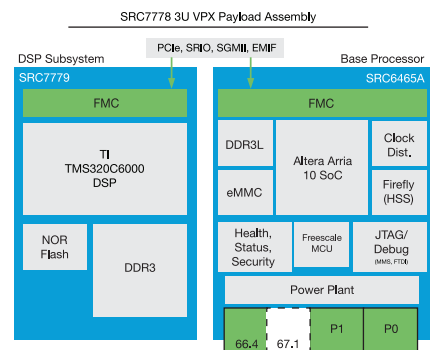 SRC7778 3U VPX Payload Assembly
PCIe, SRIO, SGMII, EMIF
DSP Subsystem
Base Processor
SRC7779
SRC6465A
FMC
FMC
TI
TMS320C6000
DSP
NOR
Flash
DDR3
DDR3L
eMMC
Altera Arria
10 SoC
Clock
Dist.
Firefly
(HSS)
Health,
Status,
Security
Freescale
MCU
JTAG/
Debug
(MMS, FTDI)
Power Plant
66.4
67.1
P1
P0